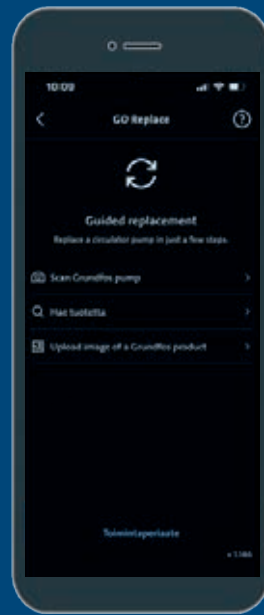 10:09
GO Replace
Guided replacement
Replace a circulator pump in just a few steps.
Scan Grundfos pump
Hae tuotetta
Upload image of a Grundfos product
Toimintaperiaate